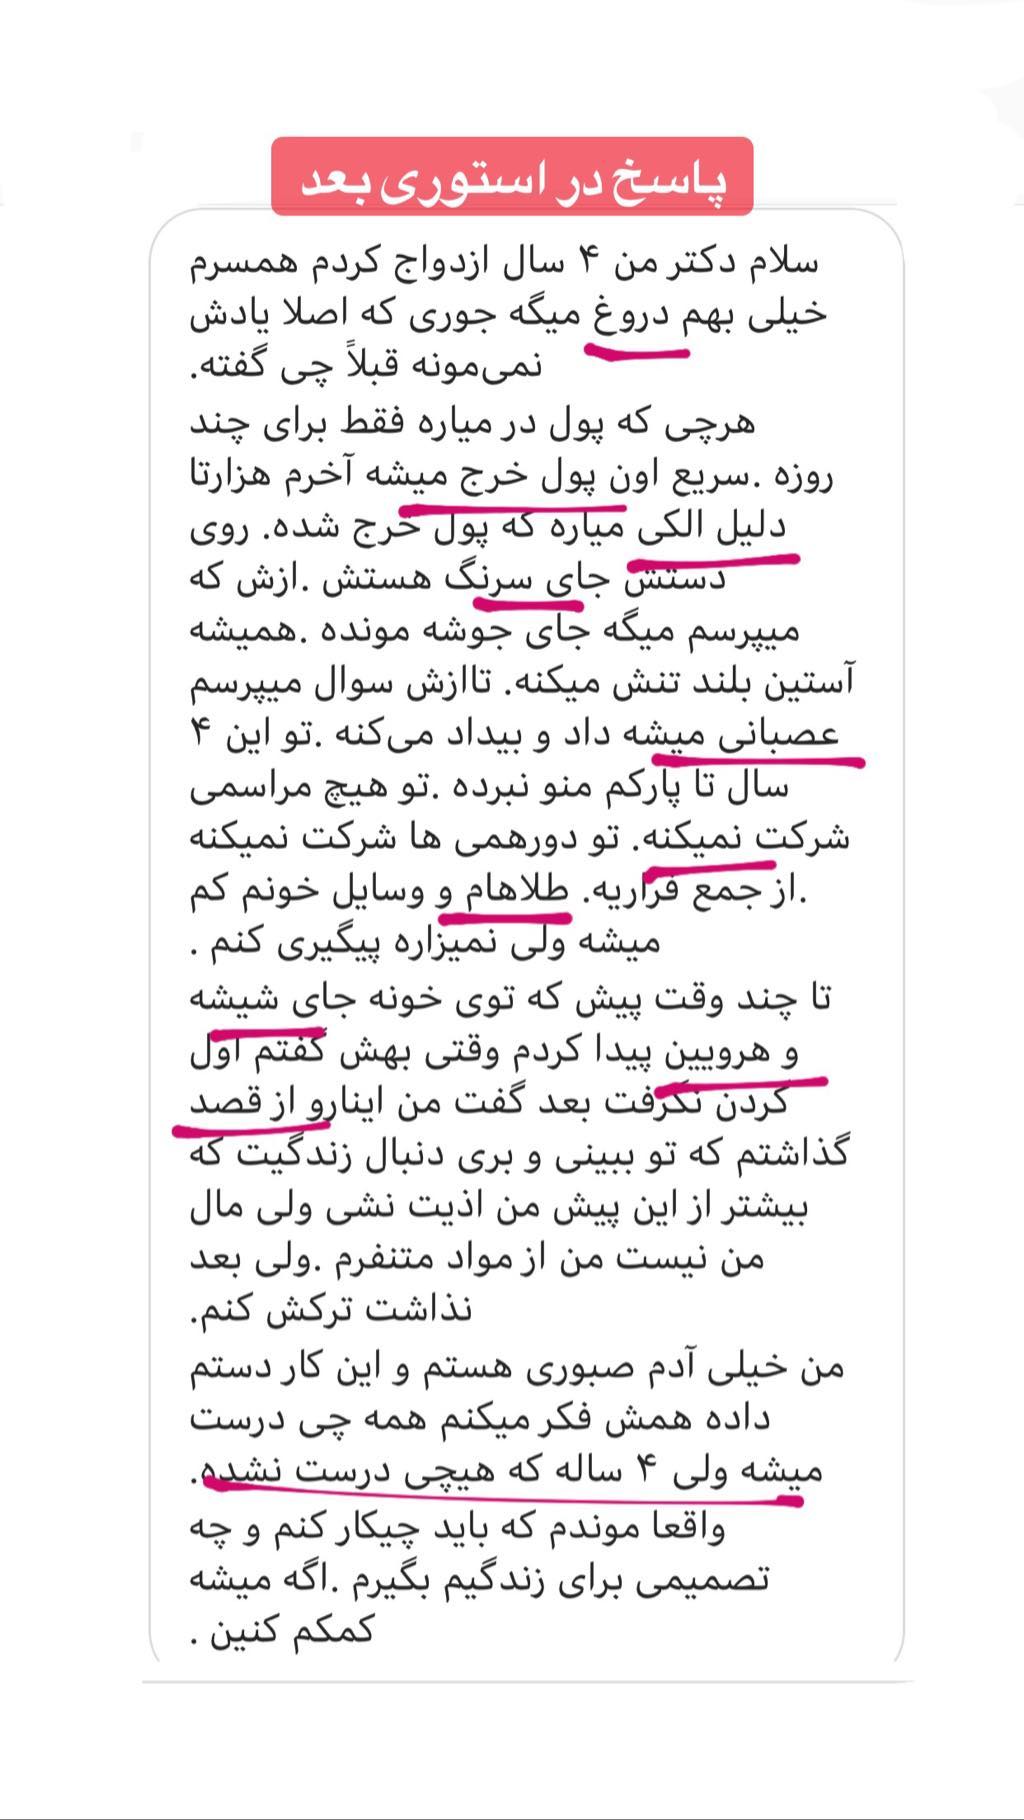 پاسخ در استوری بعد
سلام دکتر من ۴ سال ازدواج کردم همسرم
خیلی بهم دروغ میگه جوری که اصلا یادش
نمی‌مونه قبلاً چی گفته.
هرچی که پول در میاره فقط برای چند
روزه .سریع اون پول خرج میشه آخرم هزارتا
دلیل الکی میاره که پول خرج شده. روی
دستش جای سرنگ هستش .ازش که
میپرسم میگه جای جوشه مونده .همیشه
آستین بلند تنش میکنه. تاازش سوال میپرسم
عصبانی میشه داد و بیداد می‌کنه .تو این ۴
سال تا پارکم منو نبرده .تو هیچ مراسمی
شرکت نمیکنه. تو دورهمی ها شرکت نمیکنه
.از جمع فراریه. طلاهام و وسایل خونم کم
میشه ولی نمیزاره پیگیری کنم .
تا چند وقت پیش که توی خونه جای شیشه
و هرویین پیدا کردم وقتی بهش گفتم اول
کردن نگرفت بعد گفت من اینارو از قصد
گذاشتم که تو ببینی و بری دنبال زندگیت که
بیشتر از این پیش من اذیت نشی ولی مال
من نیست من از مواد متنفرم .ولی بعد
نذاشت ترکش کنم.
من خیلی آدم صبوری هستم و این کار دستم
داده همش فکر میکنم همه چی درست
میشه ولی ۴ ساله که هیچی درست نشده.
واقعا موندم که باید چیکار کنم و چه
تصمیمی برای زندگیم بگیرم .اگه میشه
کمکم کنین .